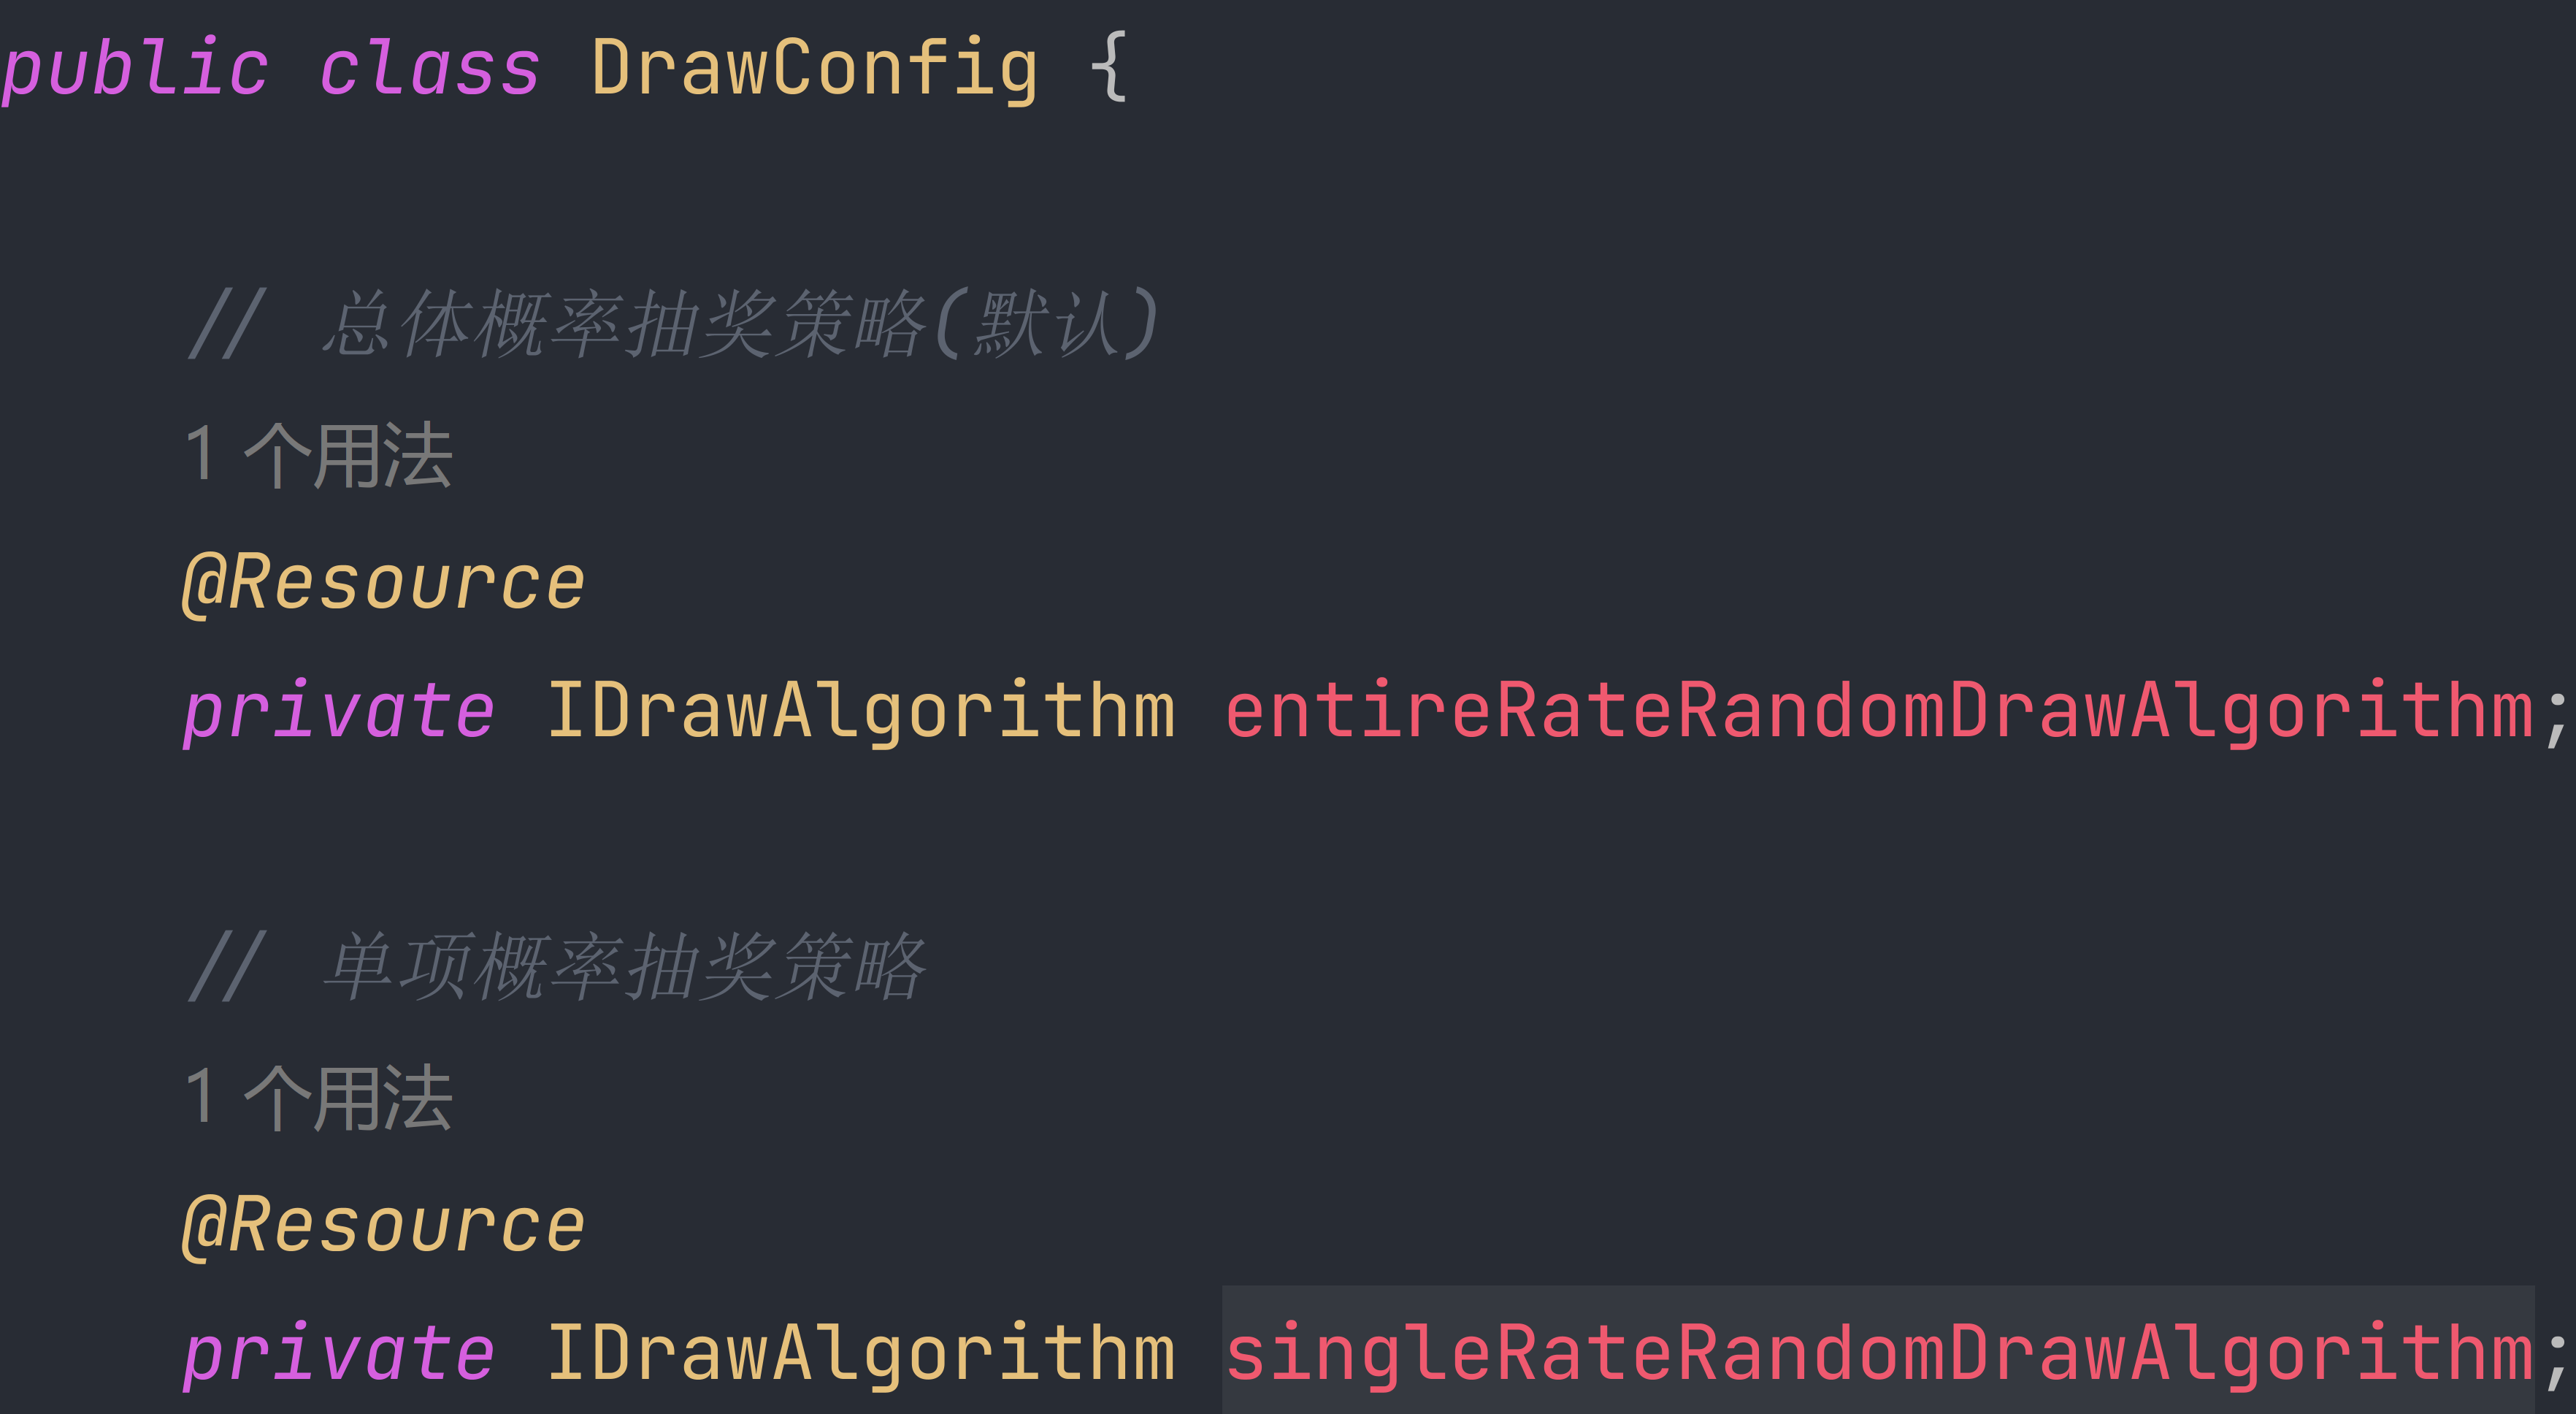 public class DrawConfig {
// 总体概率抽奖策略(默认)
1 个用法
@Resource
private IDrawAlgorithm entireRateRandomDrawAlgorithm;
// 单项概率抽奖策略
1 个用法
@Resource
private IDrawAlgorithm singleRateRandomDrawAlgorithm;